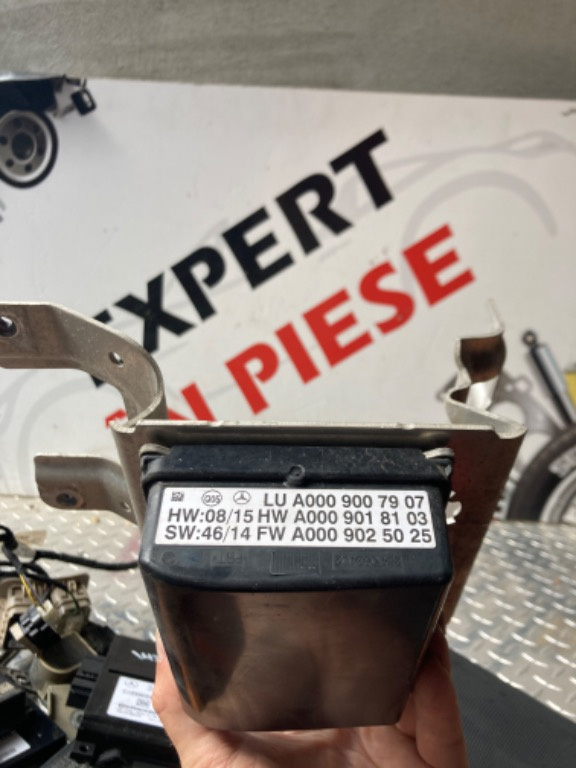 EXPERT
IN PIESE
LU A000 900 79 07
HW:08/15 HW A000 901 81 03
SW:46/14 FW A000 902 50 25